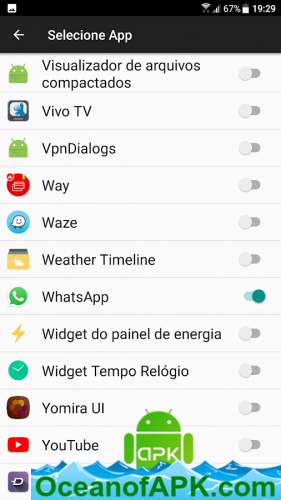 67% 19:29
Selecione App
Visualizador de arquivos
compactados
Vivo TV
VpnDialogs
Way
Waze
Weather Timeline
WhatsApp
Widget do painel de energia
Widget Tempo Relógio
Yomira UI
YouTube
APK
OceanofAPK.com